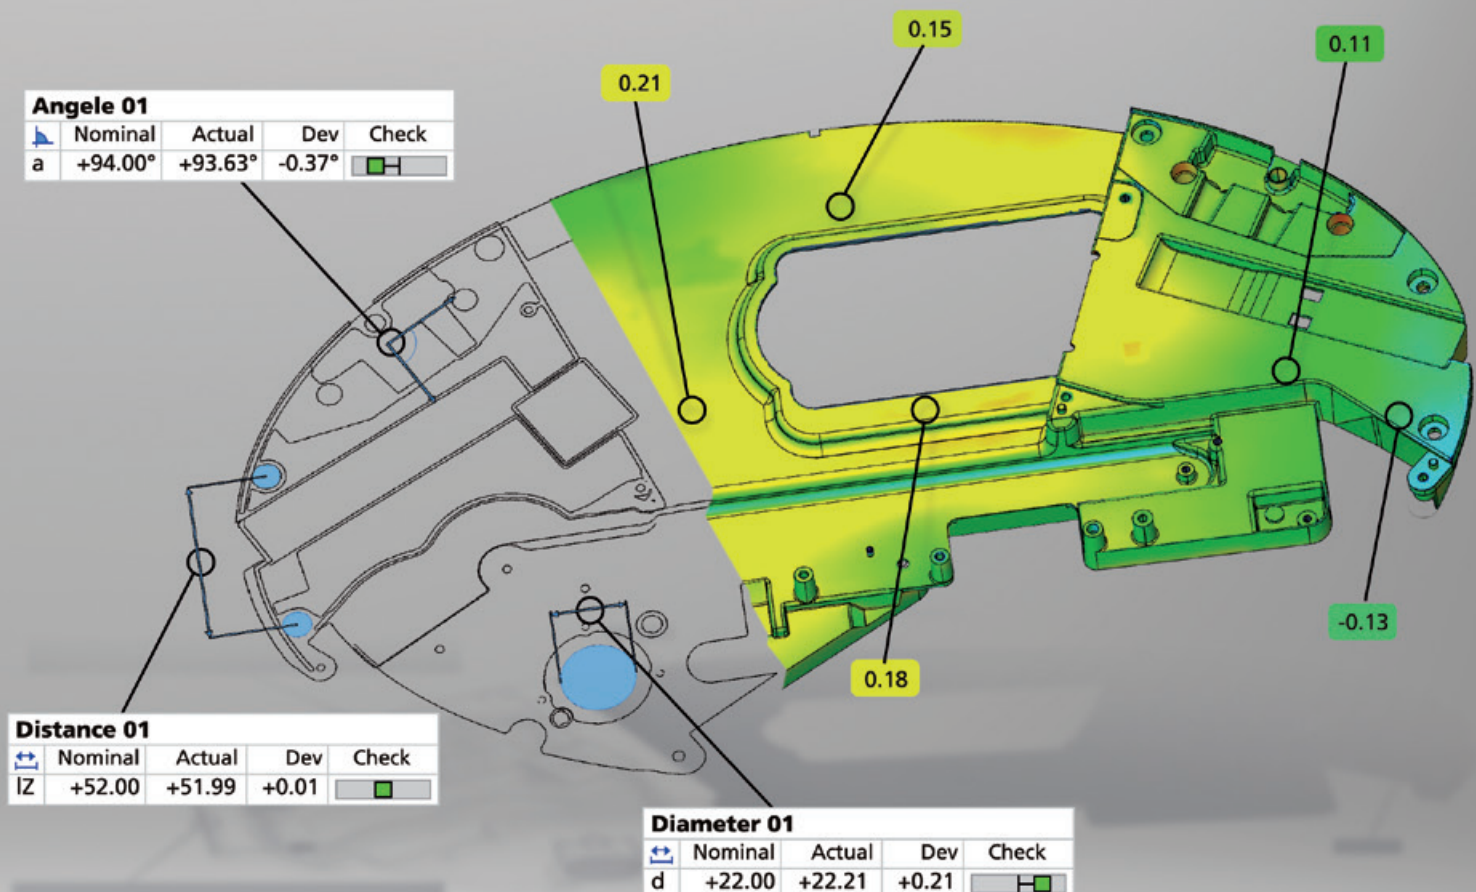 0.15
0.11
0.21
Angele 01
Nominal Actual Dev Check
a +94.00° +93.63° -0.37° 
Distance 01
Nominal Actual Dev Check
lZ +52.00 +51.99 +0.01
-0.13
0.18
Diameter 01
Nominal Actual Dev Check
d +22.00 +22.21 +0.21